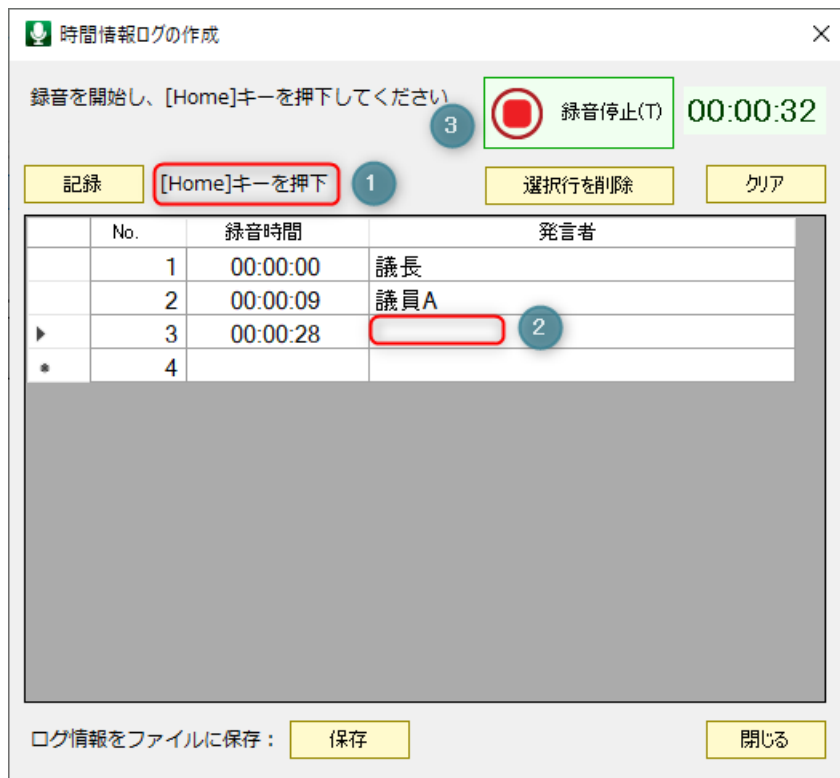 時間情報ログの作成
録音を開始し、[Home]キーを押下してください
3
録音停止(T)
00:00:32
記録
[Home]キーを押下
1
選択行を削除
クリア
No. 録音時間 発言者
1 00:00:00 議長
2 00:00:09 議員A
3 00:00:28
2
4
ログ情報をファイルに保存：
保存
閉じる